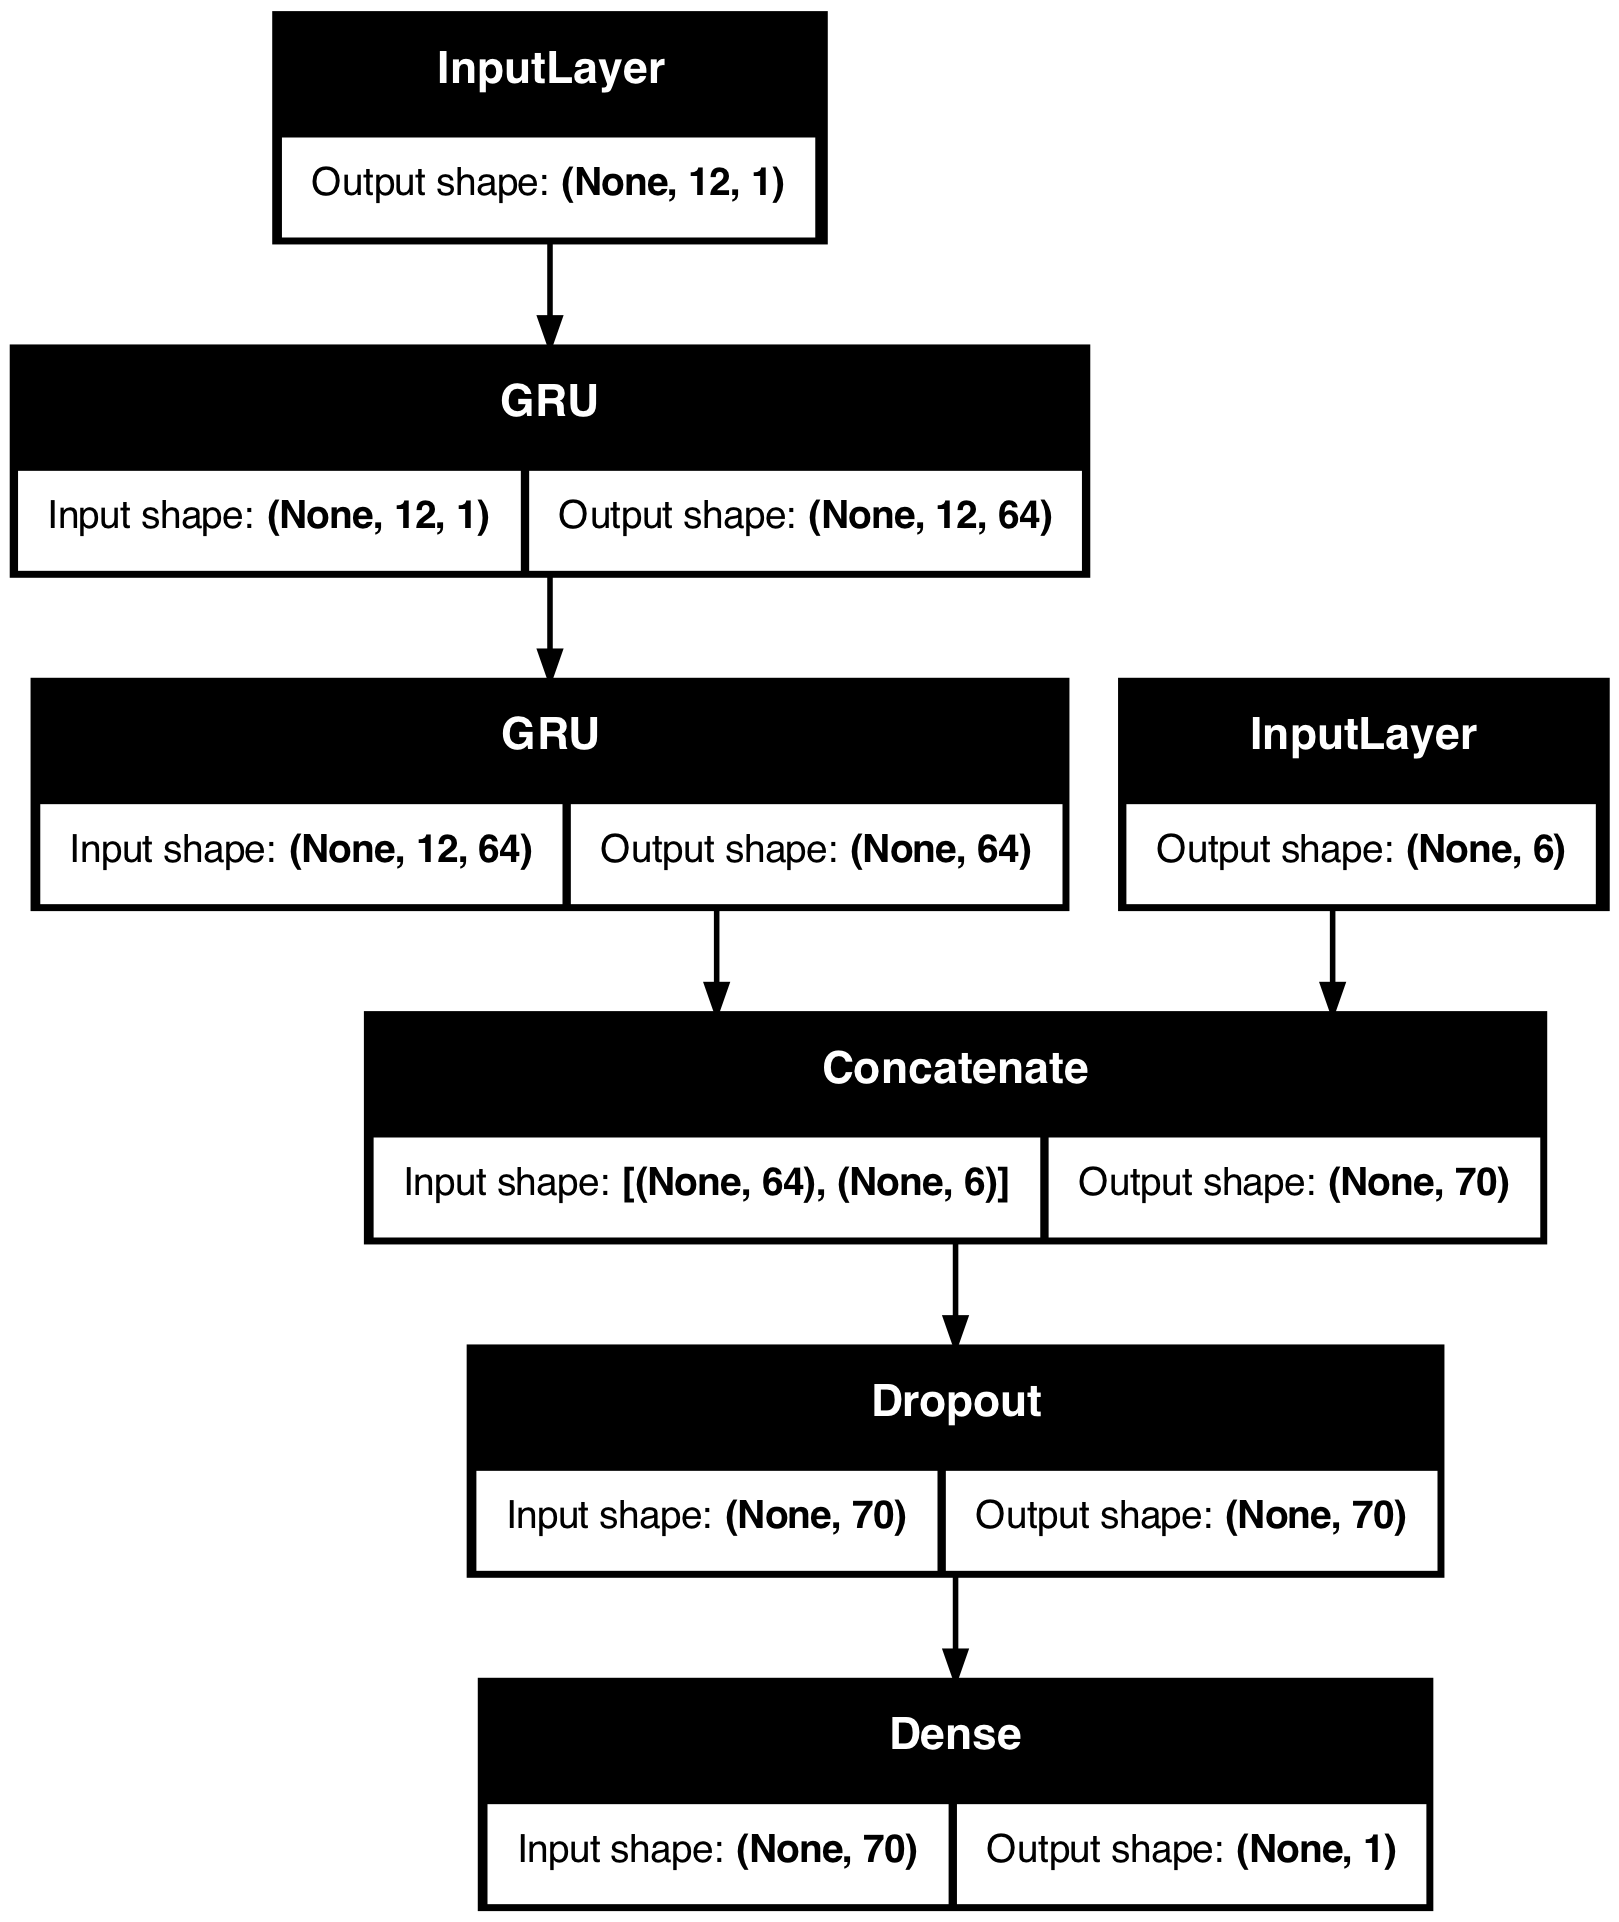 InputLayer
Output shape: (None, 12, 1)
GRU
Input shape: (None, 12, 1) Output shape: (None, 12, 64)
GRU
Input shape: (None, 12, 64) Output shape: (None, 64)
InputLayer
Output shape: (None, 6)
Concatenate
Input shape: [(None, 64), (None, 6)] Output shape: (None, 70)
Dropout
Input shape: (None, 70) Output shape: (None, 70)
Dense
Input shape: (None, 70) Output shape: (None, 1)